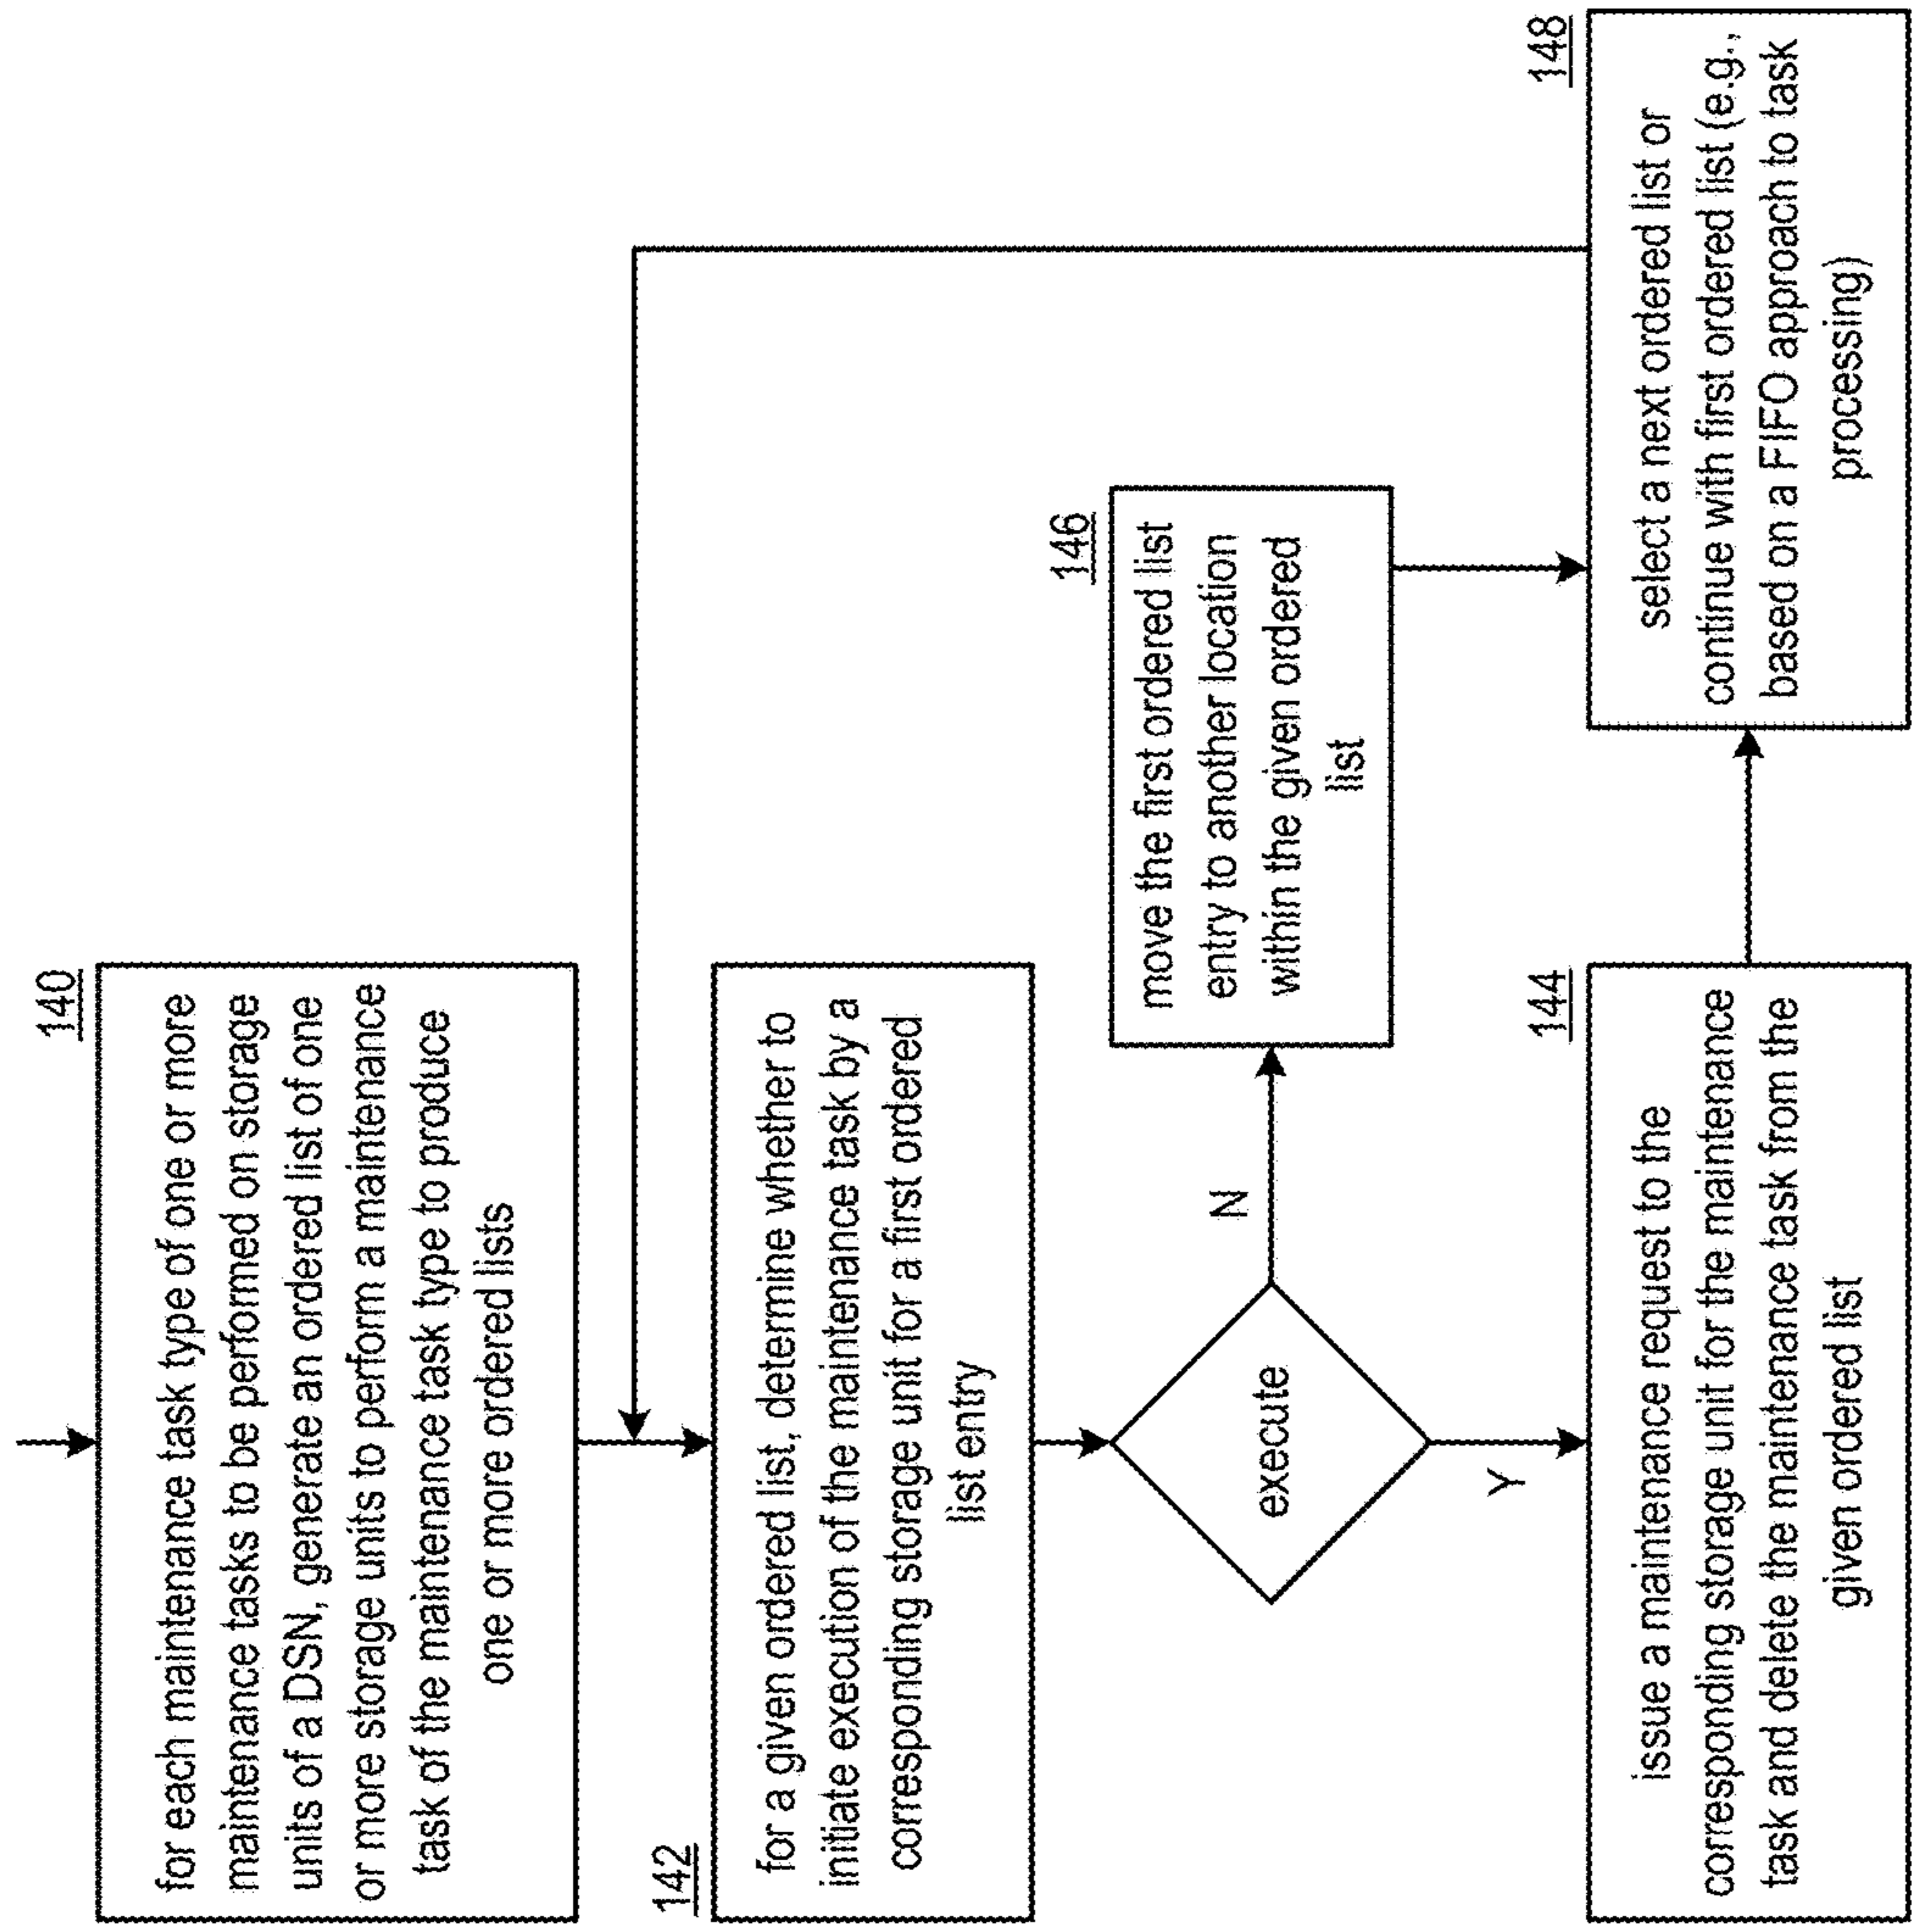 140
for each maintenance task type of one or more
maintenance tasks to be performed on storage
units of a DSN, generate an ordered list of one
or more storage units to perform a maintenance
task of the maintenance task type to produce
one or more ordered lists
142
for a given ordered list, determine whether to
initiate execution of the maintenance task by a
corresponding storage unit for a first ordered
list entry
execute
N
Y
146
move the first ordered list
entry to another location
within the given ordered
list
144
issue a maintenance request to the
corresponding storage unit for the maintenance
task and delete the maintenance task from the
given ordered list
148
select a next ordered list or
continue with first ordered list (e.g.,
based on a FIFO approach to task
processing)